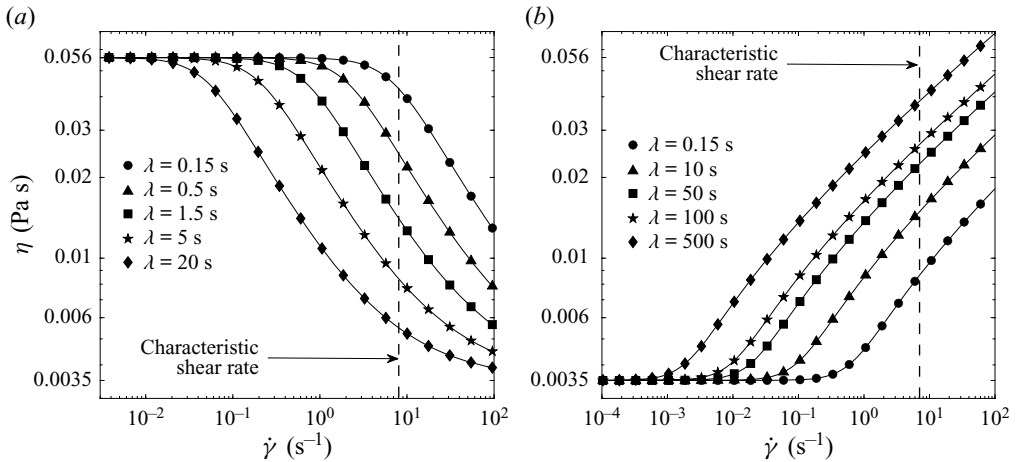 (a)
0.056
0.03
0.02
0.01
0.006
0.0035
η (Pa s)
Characteristic
shear rate
λ = 0.15 s
λ = 0.5 s
λ = 1.5 s
λ = 5 s
λ = 20 s
10⁻² 10⁻¹ 10⁰ 10¹ 10²
γ̇ (s⁻¹)
(b)
0.056
0.03
0.02
0.01
0.006
0.0035
Characteristic
shear rate
λ = 0.15 s
λ = 10 s
λ = 50 s
λ = 100 s
λ = 500 s
10⁻⁴ 10⁻³ 10⁻² 10⁻¹ 10⁰ 10¹ 10²
γ̇ (s⁻¹)